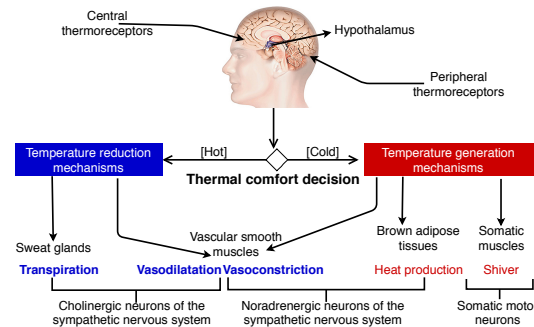 Central
thermoreceptors
Hypothalamus
Peripheral
thermoreceptors
Temperature reduction
mechanisms
[Hot]
[Cold]
Thermal comfort decision
Temperature generation
mechanisms
Sweat glands
Transpiration
Vascular smooth
muscles
Vasodilatation Vasoconstriction
Brown adipose
tissues
Heat production
Somatic
muscles
Shiver
Cholinergic neurons of the
sympathetic nervous system
Noradrenergic neurons of the
sympathetic nervous system
Somatic moto
neurons